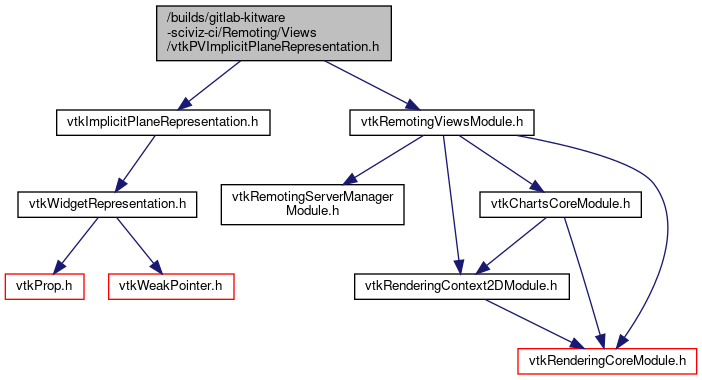 /builds/gitlab-kitware
-sciviz-ci/Remoting/Views
/vtkPVImplicitPlaneRepresentation.h
vtkImplicitPlaneRepresentation.h
vtkRemotingViewsModule.h
vtkWidgetRepresentation.h
vtkRemotingServerManager
Module.h
vtkChartsCoreModule.h
vtkProp.h
vtkWeakPointer.h
vtkRenderingContext2DModule.h
vtkRenderingCoreModule.h